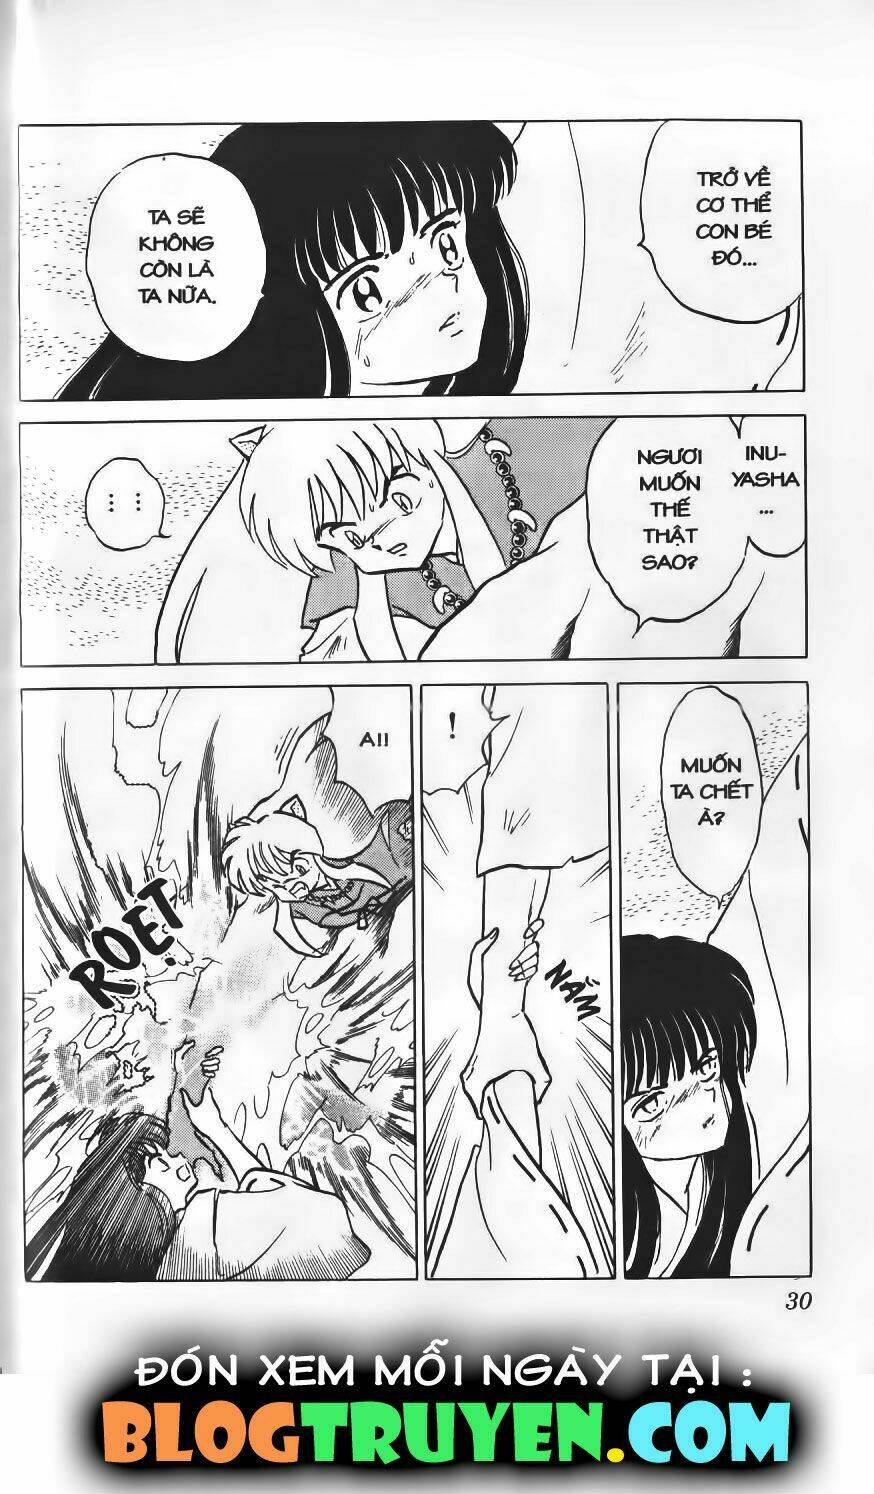 TRỞ VỀ
CƠ THỂ
CON BÉ
ĐÓ...
TA SẼ
KHÔNG
CÒN LÀ
TA NỮA.
INU-
YASHA
...
NGƯƠI
MUỐN
THẾ
THẬT
SAO?
MUỐN
TA CHẾT
À?
!
NẮM
A!!
ROẸT
30
ĐÓN XEM MỖI NGÀY TẠI :
BLOGTRUYEN.COM